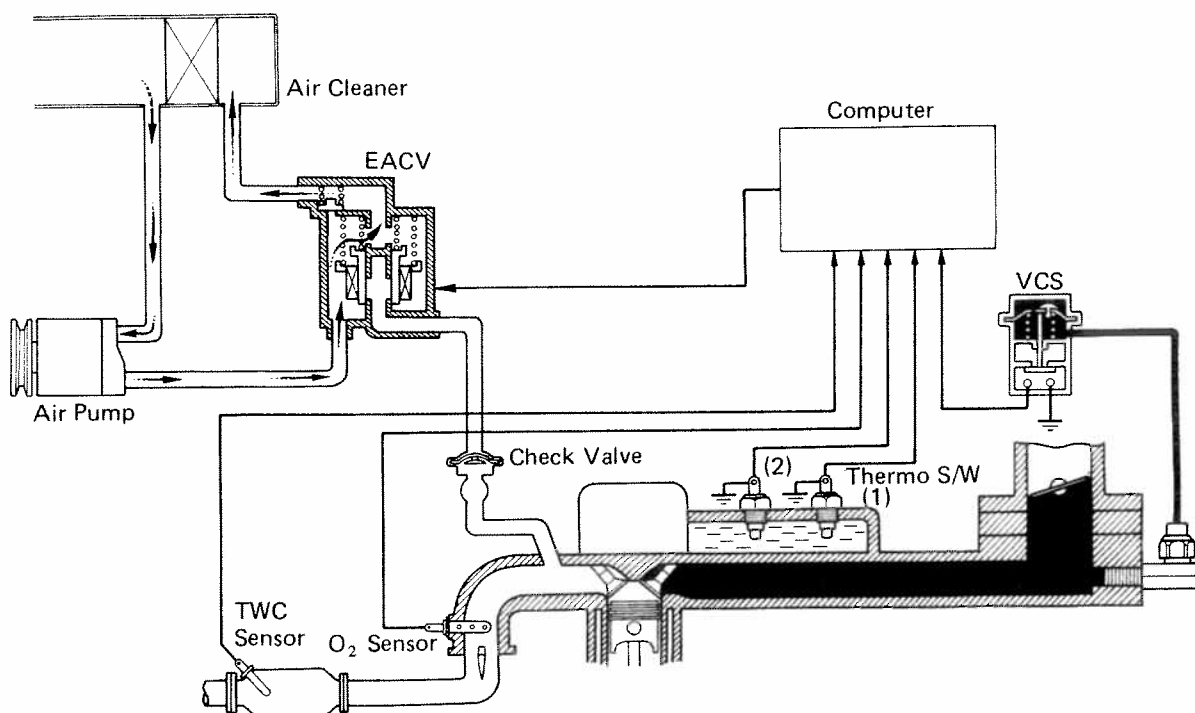 Air Cleaner
Computer
EACV
VCS
Air Pump
Check Valve
(2)
Thermo S/W
(1)
TWC
Sensor
O₂ Sensor